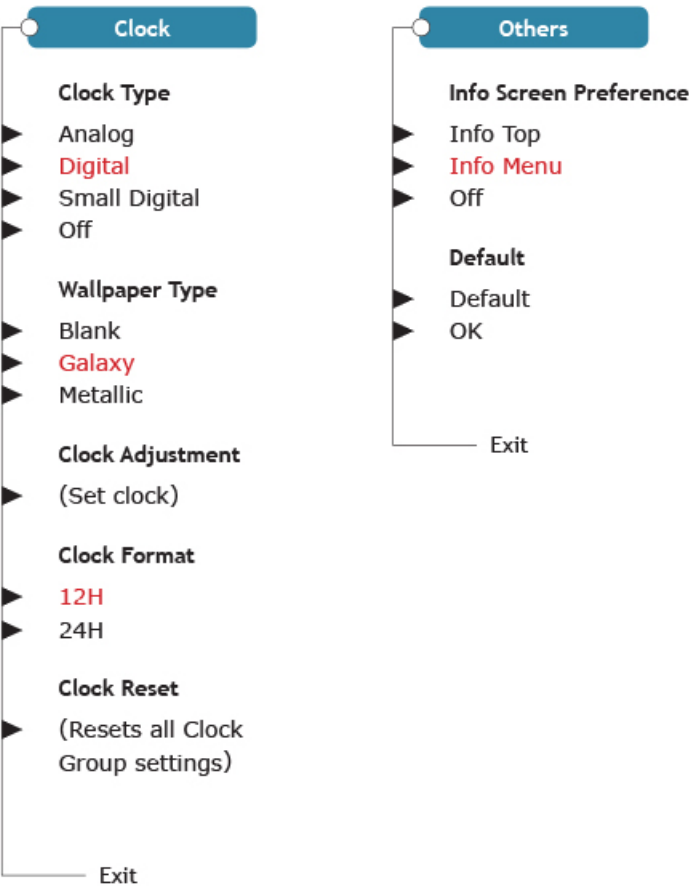 Clock
Clock Type
Analog
Digital
Small Digital
Off
Wallpaper Type
Blank
Galaxy
Metallic
Clock Adjustment
(Set clock)
Clock Format
12H
24H
Clock Reset
(Resets all Clock
Group settings)
Exit
Others
Info Screen Preference
Info Top
Info Menu
Off
Default
Default
OK
Exit